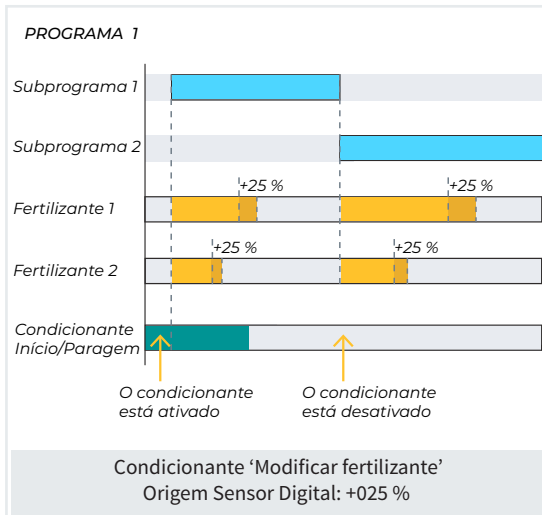 PROGRAMA 1
Subprograma 1
Subprograma 2
+25 %
+25 %
Fertilizante 1
+25 %
+25 %
Fertilizante 2
Condicionante
Início/Paragem
O condicionante
está ativado
O condicionante
está desativado
Condicionante ‘Modificar fertilizante’
Origem Sensor Digital: +025 %